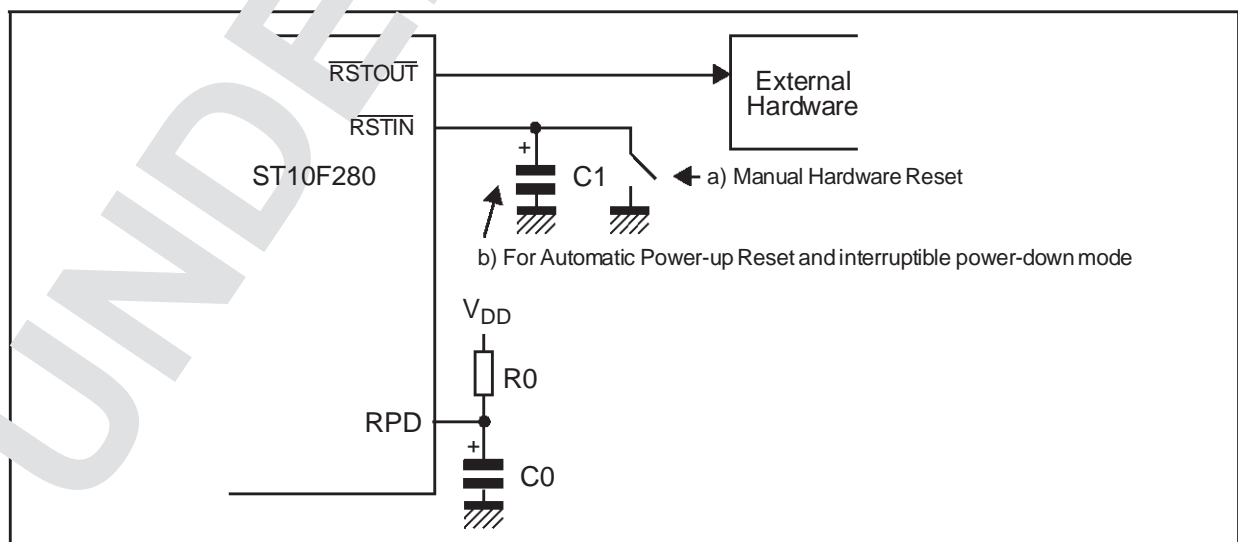 UNDE
RSTOUT
External
Hardware
RSTIN
+
C1
ST10F280
a) Manual Hardware Reset
b) For Automatic Power-up Reset and interruptible power-down mode
VDD
R0
RPD
+
C0